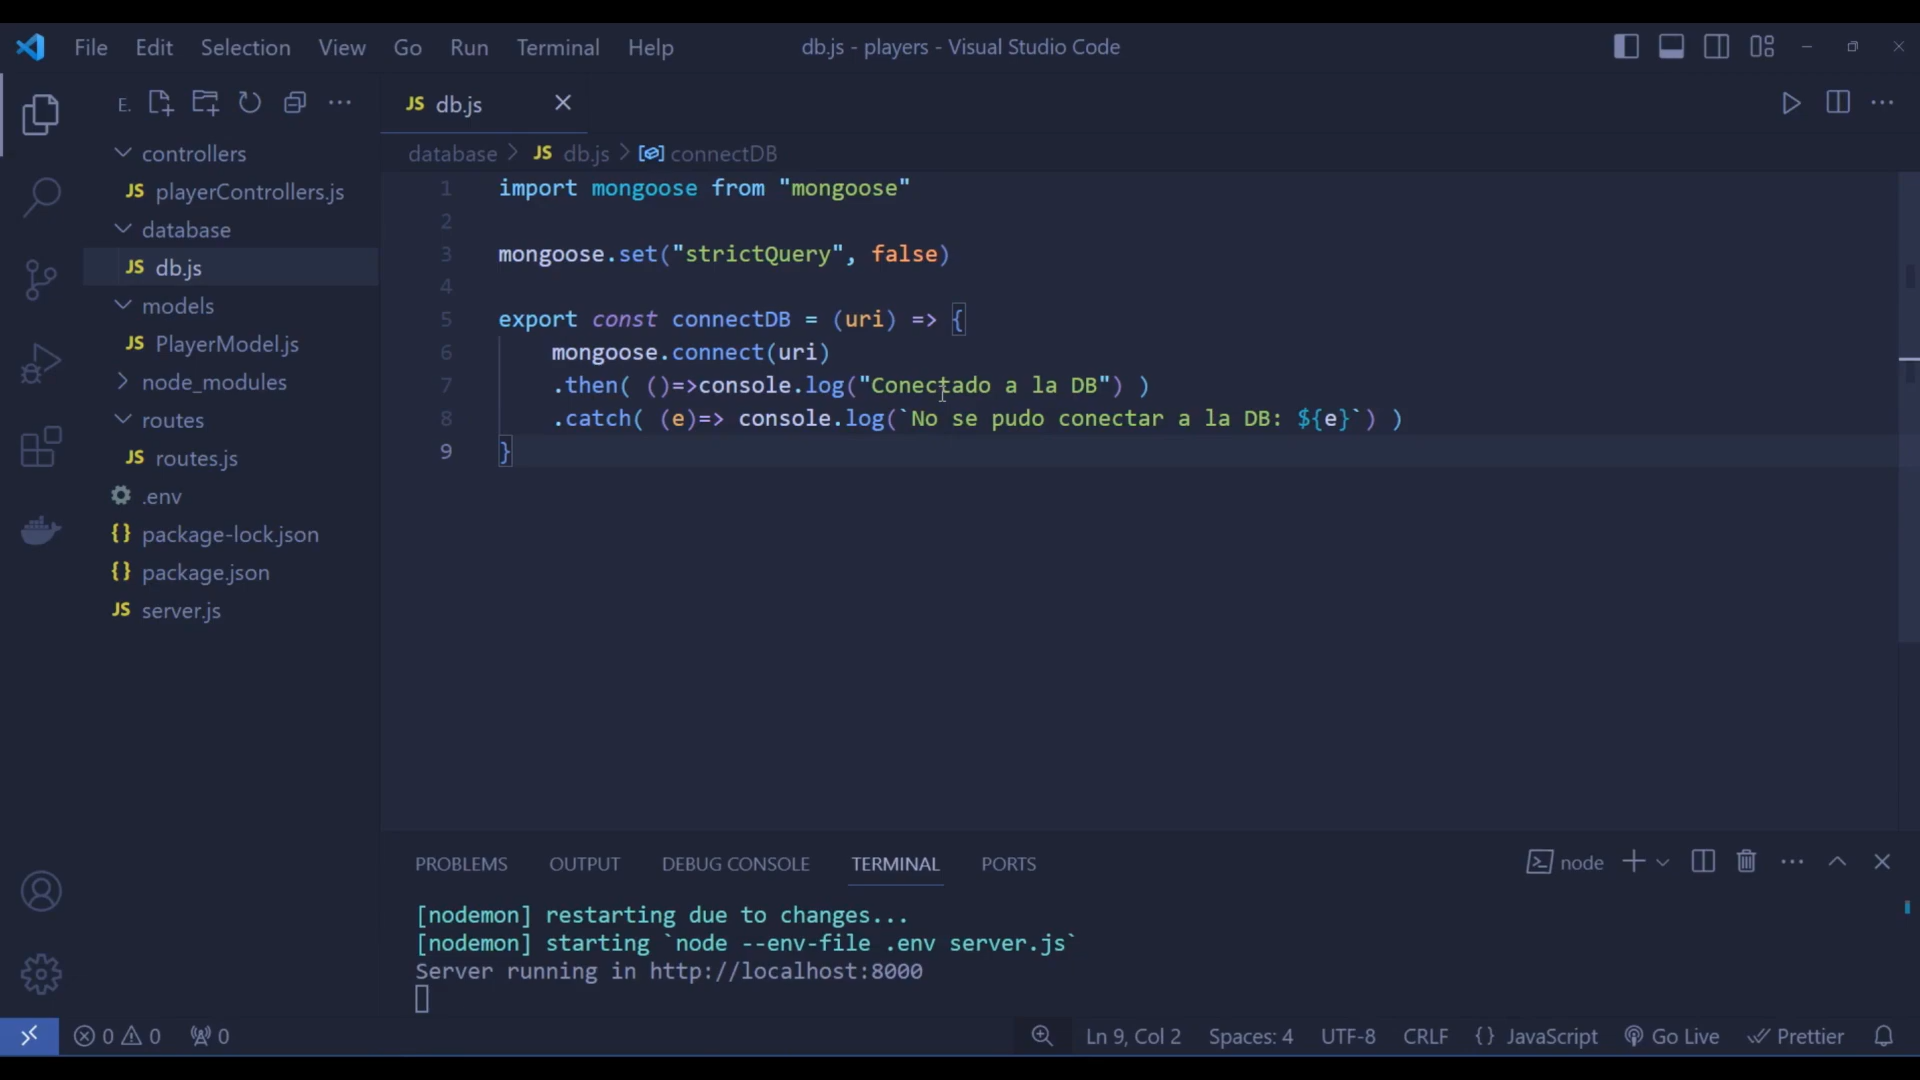 File Edit Selection View Go Run Terminal Help
db.js - players - Visual Studio Code
E.
controllers
JS playerControllers.js
database
JS db.js
models
JS PlayerModel.js
node_modules
routes
JS routes.js
.env
{} package-lock.json
{} package.json
JS server.js
JS db.js
database > JS db.js > connectDB
1 import mongoose from "mongoose"
2
3 mongoose.set("strictQuery", false)
4
5 export const connectDB = (uri) => {
6 mongoose.connect(uri)
7 .then( ()=>console.log("Conectado a la DB") )
8 .catch( (e)=> console.log(`No se pudo conectar a la DB: ${e}`) )
9 }
PROBLEMS OUTPUT DEBUG CONSOLE TERMINAL PORTS
node
[nodemon] restarting due to changes...
[nodemon] starting `node --env-file .env server.js`
Server running in http://localhost:8000
0 0 0
Ln 9, Col 2 Spaces: 4 UTF-8 CRLF {} JavaScript Go Live Prettier